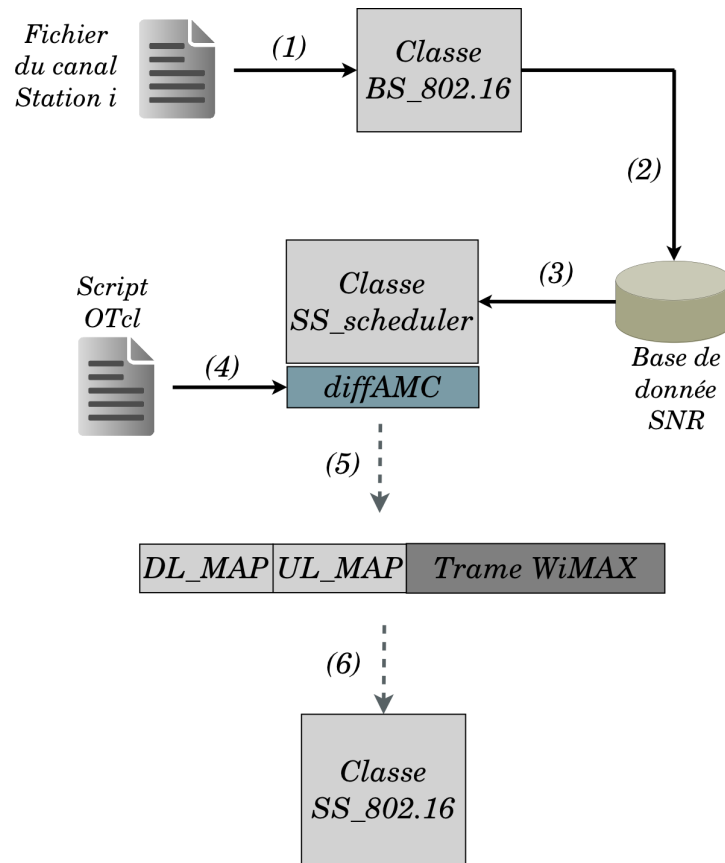 Fichier
du canal
Station i
(1)
Classe
BS_802.16
(2)
Script
OTcl
Classe
SS_scheduler
(3)
(4)
diffAMC
Base de
donnée
SNR
(5)
DL_MAP UL_MAP Trame WiMAX
(6)
Classe
SS_802.16